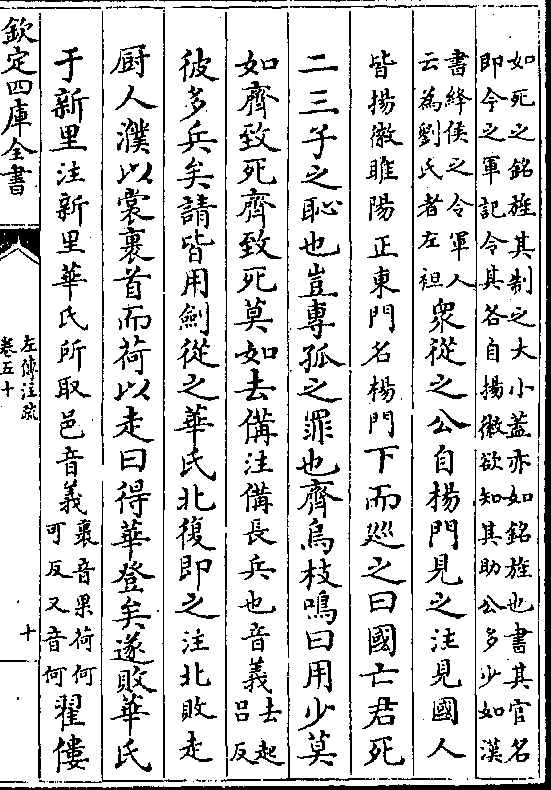 如死之銘旌其制之大小蓋亦如銘旌也書其官名
即今之軍記令其各自揚徽欲知其助公多少如漢
書絳侯之令軍人
云為劉氏者左袒
衆從之公自楊門見之注見國人
皆揚徽睢陽正東門名楊門下而巡之曰國亡君死
二三子之恥也豈專孤之罪也齊烏枝鳴曰用少莫
如齊致死齊致死莫如去備注備長兵也音義
去起
呂反
彼多兵矣請皆用劍從之華氏北復即之注北敗走
厨人濮以裳裹首而荷以走曰得華登矣遂敗華氏
于新里注新里華氏所取邑音義
裹音果荷何
可反又音何
翟僂
欽定四庫全書
左傳注疏
卷五十
十